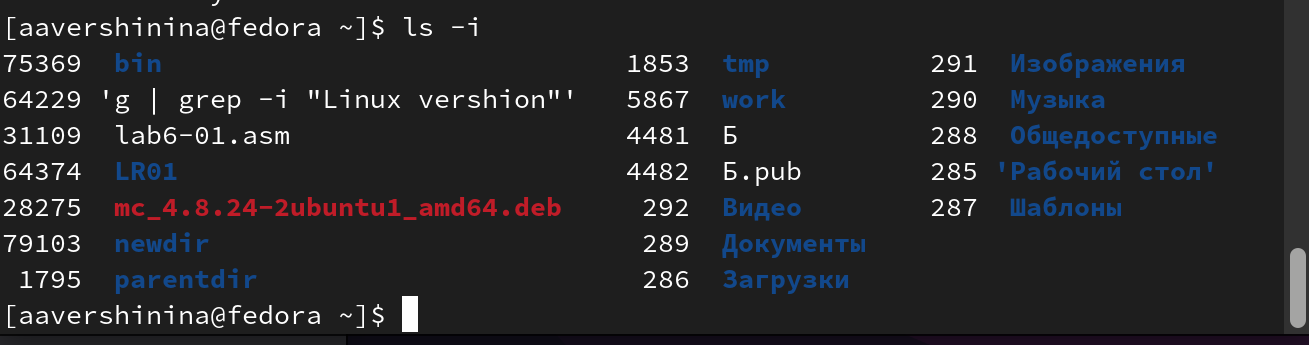 [aavershinina@fedora ~]$ ls -i
75369 bin 1853 tmp 291 Изображения
64229 'g | grep -i "Linux vershion"' 5867 work 290 Музыка
31109 lab6-01.asm 4481 Б 288 Общедоступные
64374 LR01 4482 Б.pub 285 'Рабочий стол'
28275 mc_4.8.24-2ubuntu1_amd64.deb 292 Видео 287 Шаблоны
79103 newdir 289 Документы
1795 parentdir 286 Загрузки
[aavershinina@fedora ~]$